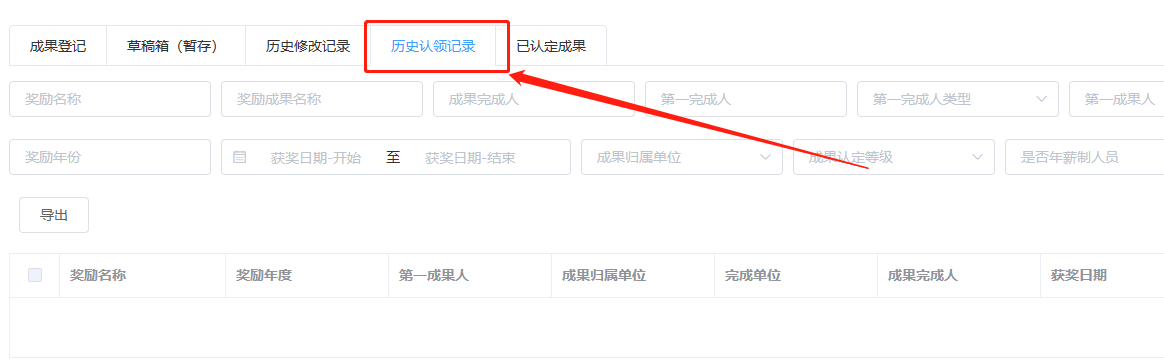 成果登记 草稿箱（暂存） 历史修改记录 历史认领记录 已认定成果
奖励名称 奖励成果名称 成果完成人 第一完成人 第一完成人类型 第一成果人
奖励年份 获奖日期-开始 至 获奖日期-结束 成果归属单位 成果认定等级 是否年薪制人员
导出
奖励名称 奖励年度 第一成果人 成果归属单位 完成单位 成果完成人 获奖日期